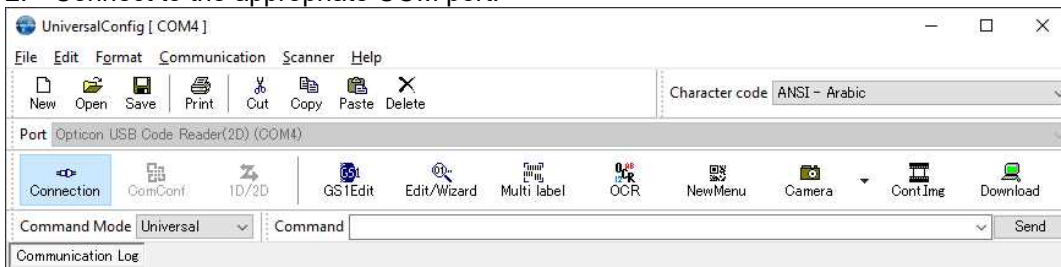 2. Connect to the appropriate COM port.
UniversalConfig [ COM4 ]
File Edit Format Communication Scanner Help
New Open Save Print Cut Copy Paste Delete
Character code ANSI - Arabic
Port Opticon USB Code Reader(2D) (COM4)
Connection ComConf 1D/2D GS1Edit Edit/Wizard Multi label OCR NewMenu Camera ContImg Download
Command Mode Universal Command Send
Communication Log